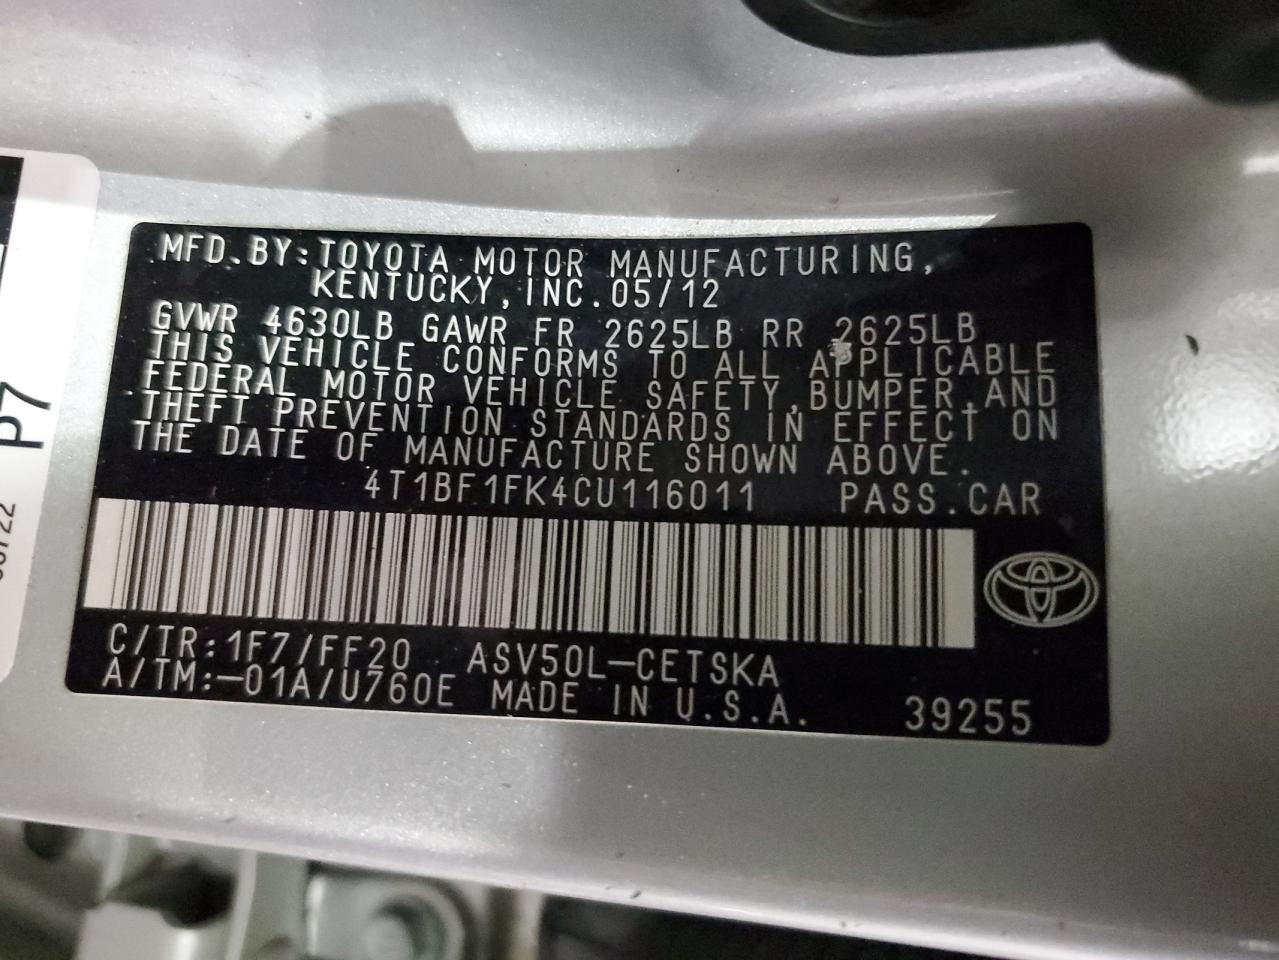 MFD.BY:TOYOTA MOTOR MANUFACTURING,
KENTUCKY,INC.05/12
GVWR 4630LB GAWR FR 2625LB RR 2625LB
THIS VEHICLE CONFORMS TO ALL APPLICABLE
FEDERAL MOTOR VEHICLE SAFETY,BUMPER,AND
THEFT PREVENTION STANDARDS IN EFFECT ON
THE DATE OF MANUFACTURE SHOWN ABOVE.
4T1BF1FK4CU116011 PASS.CAR
C/TR:1F7/FF20 ASV50L-CETSKA
A/TM:-01A/U760E MADE IN U.S.A. 39255
P7